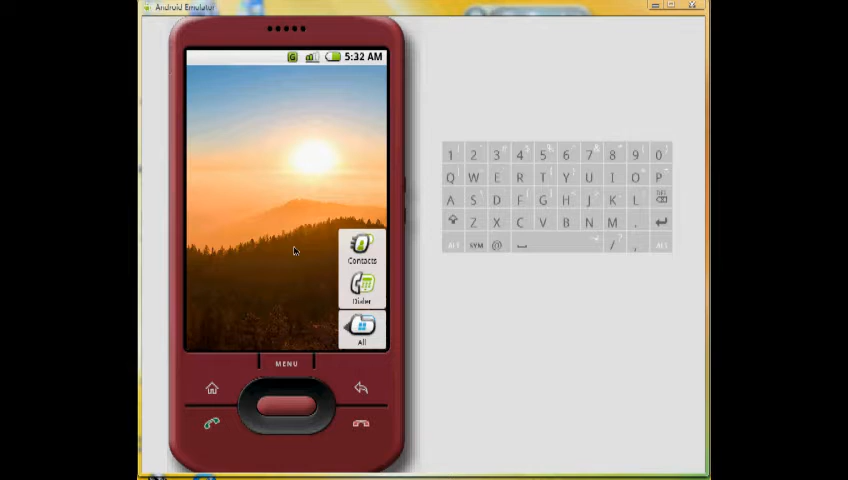 Android Emulator
5:32 AM
Contacts
Dialer
All
MENU
1 2 3 4 5 6 7 8 9 0
Q W E R T Y U I O P
A S D F G H J K L DEL
Z X C V B N M .
ALT SYM @ / , ALT